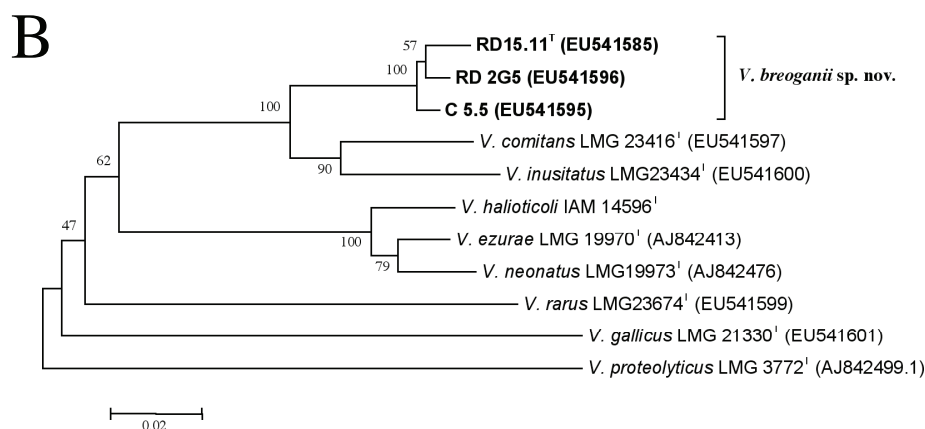 B
57
RD15.11ᵀ (EU541585)
100
RD 2G5 (EU541596)
V. breoganii sp. nov.
C 5.5 (EU541595)
100
V. comitans LMG 23416ᵀ (EU541597)
90
V. inusitatus LMG23434ᵀ (EU541600)
62
V. halioticoli IAM 14596ᵀ
100
V. ezurae LMG 19970ᵀ (AJ842413)
47
79
V. neonatus LMG19973ᵀ (AJ842476)
V. rarus LMG23674ᵀ (EU541599)
V. gallicus LMG 21330ᵀ (EU541601)
V. proteolyticus LMG 3772ᵀ (AJ842499.1)
0.02